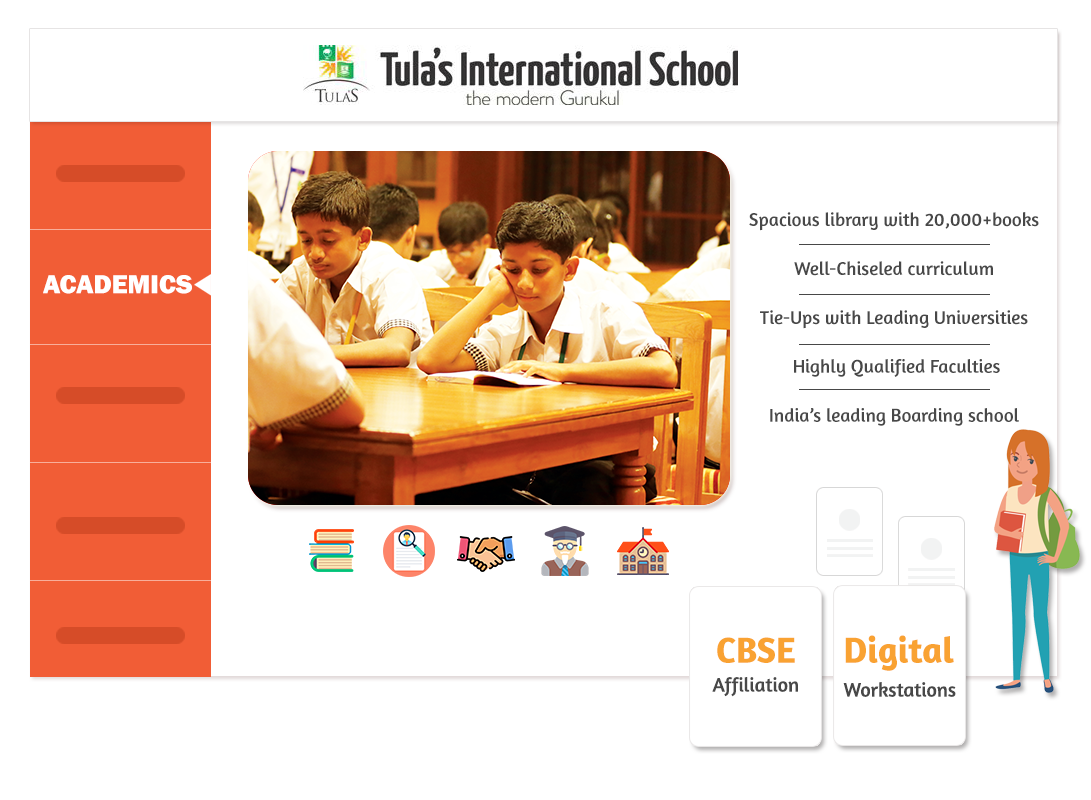 TULA'S
Tula's International School
the modern Gurukul
ACADEMICS
Spacious library with 20,000+books
Well-Chiseled curriculum
Tie-Ups with Leading Universities
Highly Qualified Faculties
India's leading Boarding school
CBSE
Affiliation
Digital
Workstations